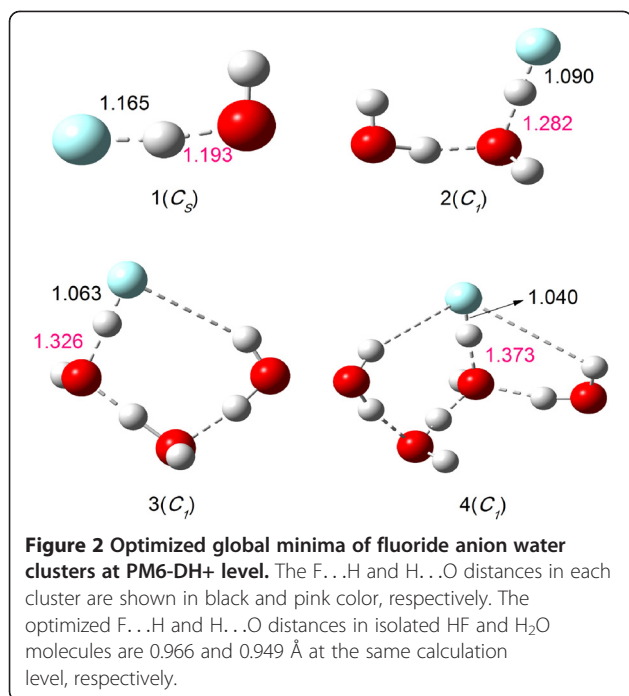 1.165
1.193
1(Cs)
1.090
1.282
2(C1)
1.063
1.326
3(C1)
1.040
1.373
4(C1)
Figure 2 Optimized global minima of fluoride anion water
clusters at PM6-DH+ level. The F...H and H...O distances in each
cluster are shown in black and pink color, respectively. The
optimized F...H and H...O distances in isolated HF and H₂O
molecules are 0.966 and 0.949 Å at the same calculation
level, respectively.